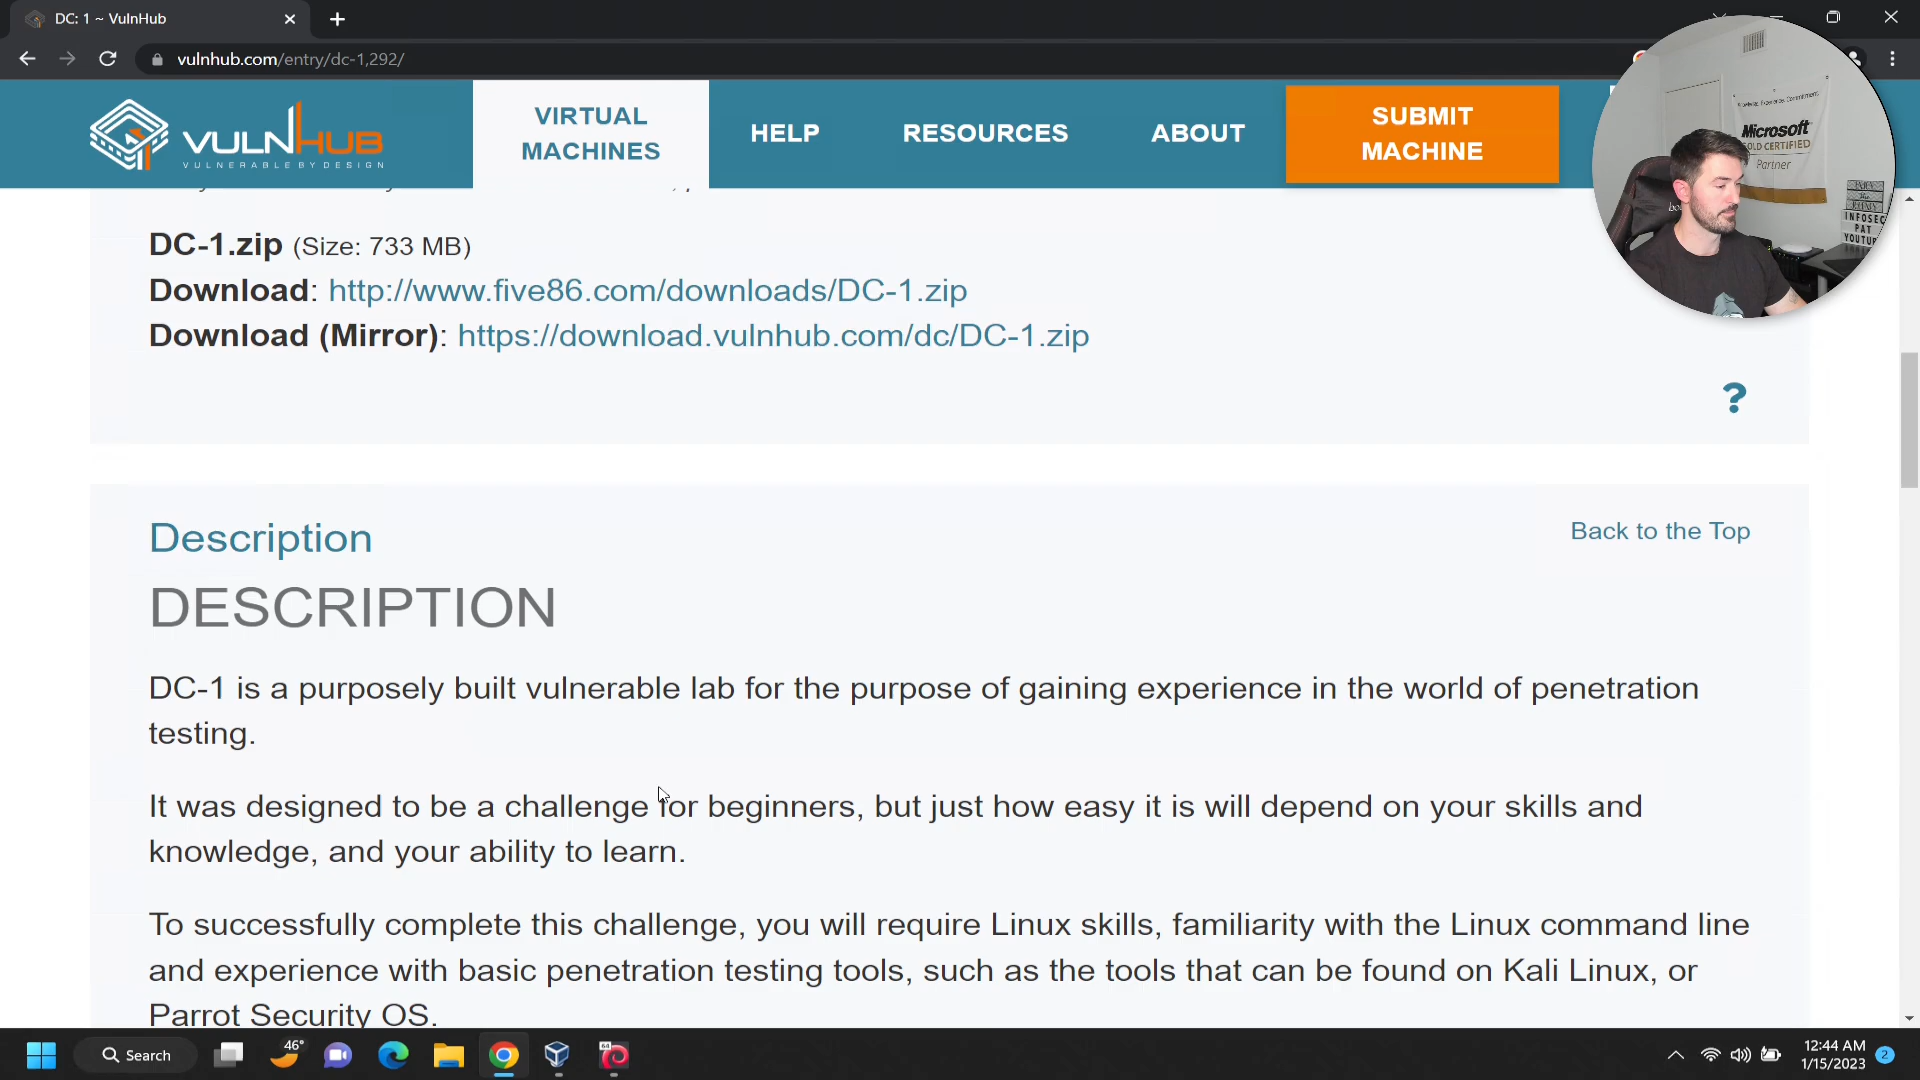 DC: 1 ~ VulnHub
vulnhub.com/entry/dc-1,292/
VULNHUB
VULNERABLE BY DESIGN
VIRTUAL
MACHINES
HELP
RESOURCES
ABOUT
SUBMIT
MACHINE
Microsoft
GOLD CERTIFIED
Partner
INFOSEC
PAT
DC-1.zip (Size: 733 MB)
Download: http://www.five86.com/downloads/DC-1.zip
Download (Mirror): https://download.vulnhub.com/dc/DC-1.zip
?
Description
Back to the Top
DESCRIPTION
DC-1 is a purposely built vulnerable lab for the purpose of gaining experience in the world of penetration
testing.
It was designed to be a challenge for beginners, but just how easy it is will depend on your skills and
knowledge, and your ability to learn.
To successfully complete this challenge, you will require Linux skills, familiarity with the Linux command line
and experience with basic penetration testing tools, such as the tools that can be found on Kali Linux, or
Parrot Security OS.
Search
46°
64
12:44 AM
1/15/2023
2